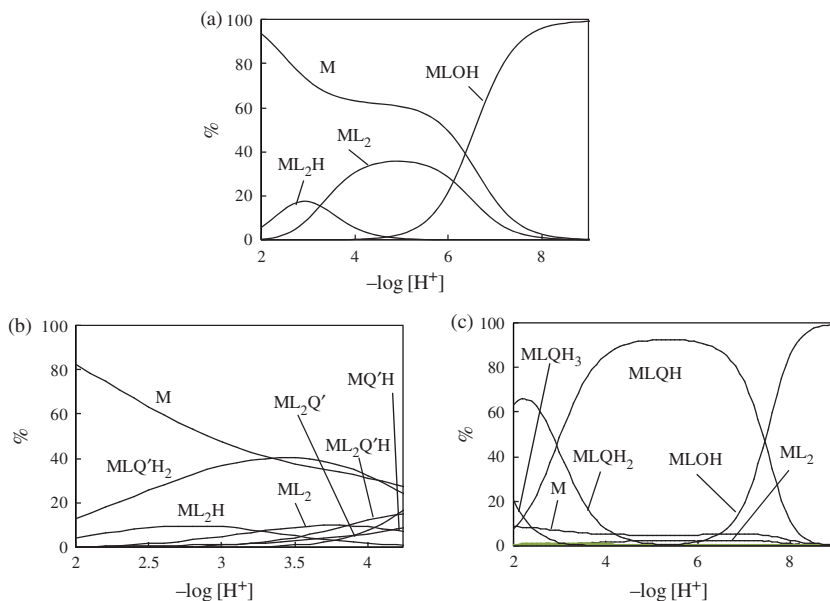 (a)
100
80
60
40
20
0
%
M
MLOH
ML₂
ML₂H
2
4
6
8
–log [H⁺]
(b)
100
80
60
40
20
0
%
M
MQ′H
ML₂Q′
ML₂Q′H
MLQ′H₂
ML₂
ML₂H
2
2.5
3
3.5
4
–log [H⁺]
(c)
100
80
60
40
20
0
%
MLQH₃
MLQH
MLQH₂
MLOH
ML₂
M
2
4
6
8
–log [H⁺]